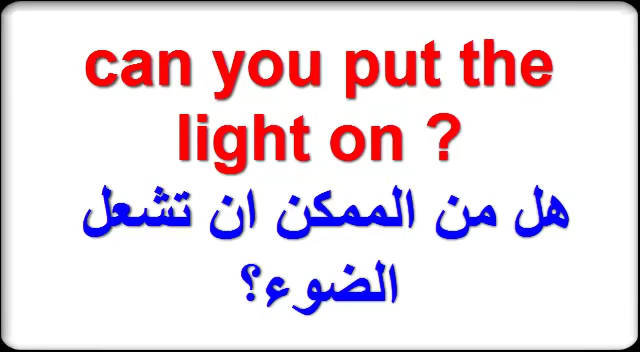 can you put the
light on ?
هل من الممكن ان تشعل
الضوء؟